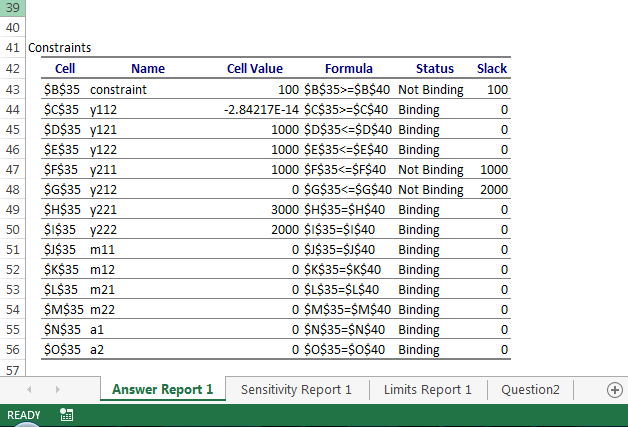 39
40
41 Constraints
42 Cell Name Cell Value Formula Status Slack
43 $B$35 constraint 100 $B$35>=$B$40 Not Binding 100
44 $C$35 y112 -2.84217E-14 $C$35>=$C$40 Binding 0
45 $D$35 y121 1000 $D$35<=$D$40 Binding 0
46 $E$35 y122 1000 $E$35<=$E$40 Binding 0
47 $F$35 y211 1000 $F$35<=$F$40 Not Binding 1000
48 $G$35 y212 0 $G$35<=$G$40 Not Binding 2000
49 $H$35 y221 3000 $H$35=$H$40 Binding 0
50 $I$35 y222 2000 $I$35=$I$40 Binding 0
51 $J$35 m11 0 $J$35=$J$40 Binding 0
52 $K$35 m12 0 $K$35=$K$40 Binding 0
53 $L$35 m21 0 $L$35=$L$40 Binding 0
54 $M$35 m22 0 $M$35=$M$40 Binding 0
55 $N$35 a1 0 $N$35=$N$40 Binding 0
56 $O$35 a2 0 $O$35=$O$40 Binding 0
57
Answer Report 1 Sensitivity Report 1 Limits Report 1 Question2
READY